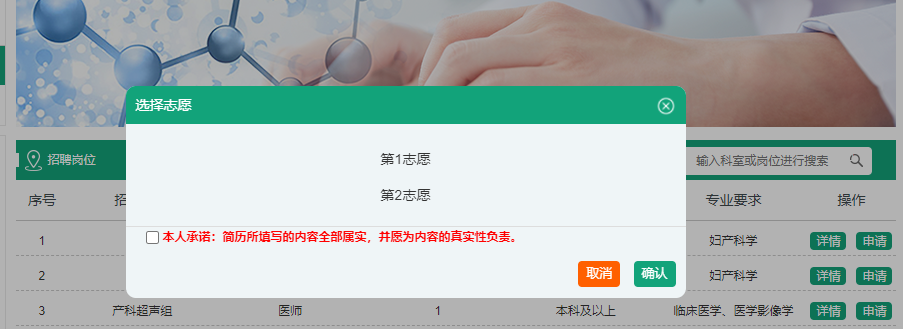 选择志愿
第1志愿
第2志愿
本人承诺：简历所填写的内容全部属实，并愿为内容的真实性负责。
取消 确认
招聘岗位 输入科室或岗位进行搜索
序号 招 专业要求 操作
1 妇产科学 详情 申请
2 妇产科学 详情 申请
3 产科超声组 医师 1 本科及以上 临床医学、医学影像学 详情 申请